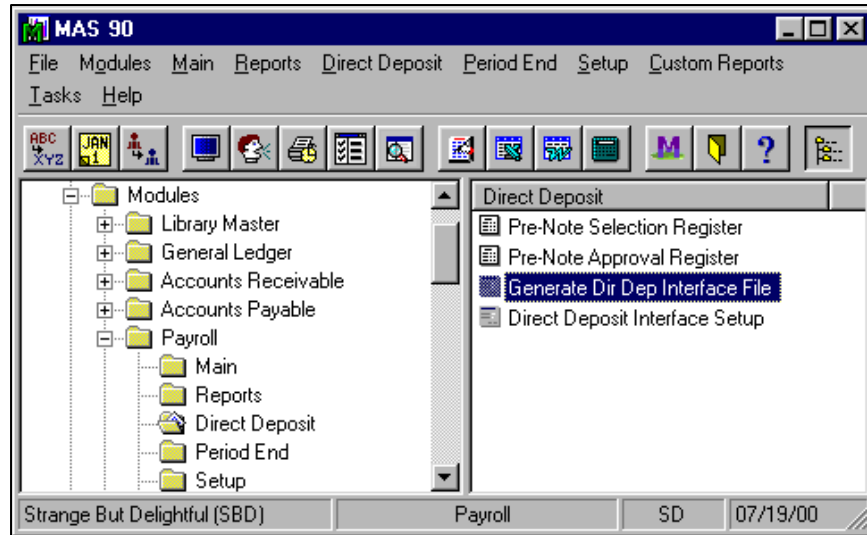 MAS 90
File Modules Main Reports Direct Deposit Period End Setup Custom Reports
Tasks Help
ABC XYZ JAN 1 M ?
Modules
Library Master
General Ledger
Accounts Receivable
Accounts Payable
Payroll
Main
Reports
Direct Deposit
Period End
Setup
Direct Deposit
Pre-Note Selection Register
Pre-Note Approval Register
Generate Dir Dep Interface File
Direct Deposit Interface Setup
Strange But Delightful (SBD) Payroll SD 07/19/00